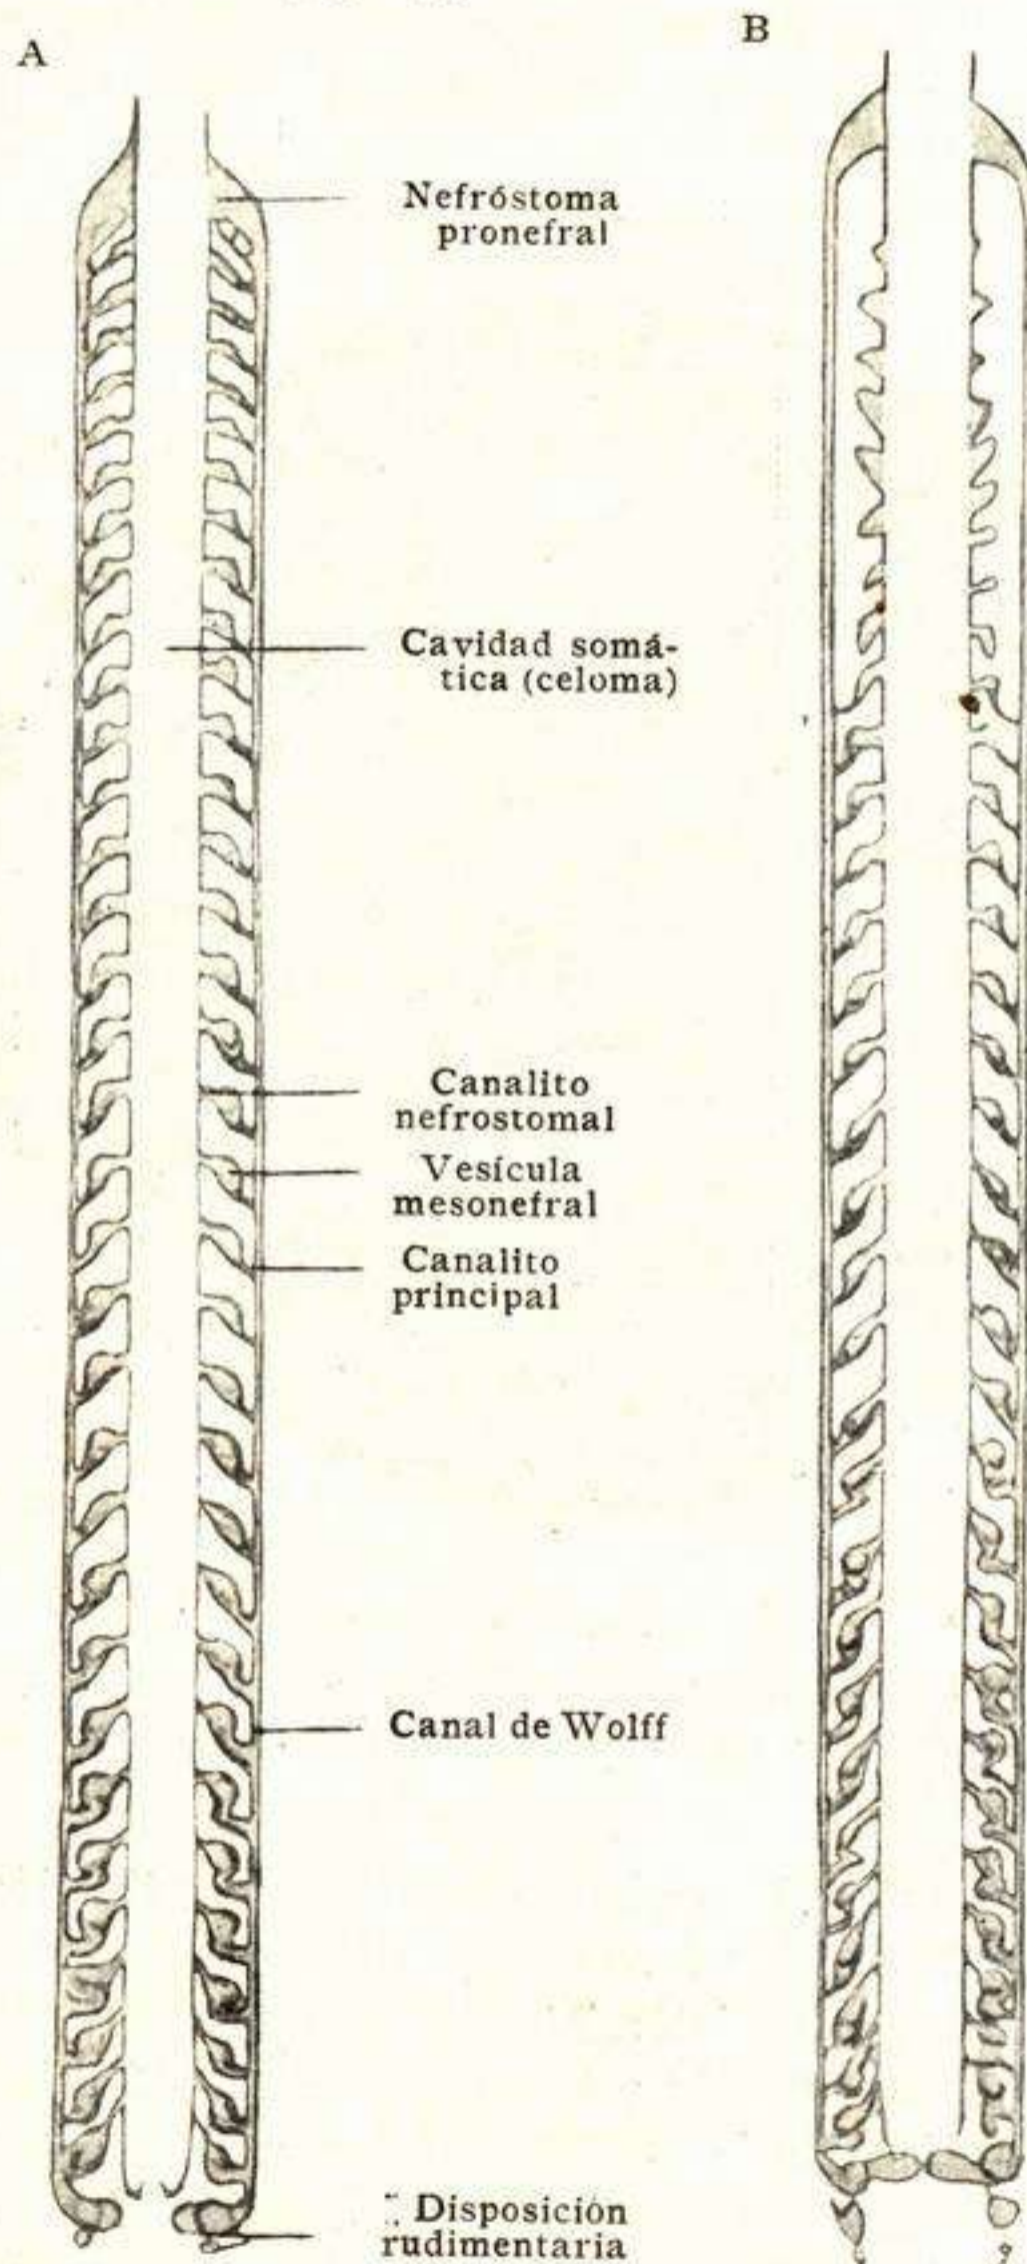 A
B
Nefróstoma
pronefral
Cavidad somá-
tica (celoma)
Canalito
nefrostomal
Vesícula
mesonefral
Canalito
principal
Canal de Wolff
Disposición
rudimentaria